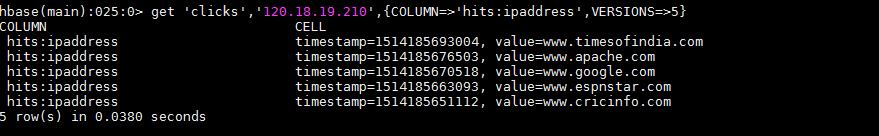 hbase(main):025:0> get 'clicks','120.18.19.210',{COLUMN=>'hits:ipaddress',VERSIONS=>5}
COLUMN CELL
hits:ipaddress timestamp=1514185693004, value=www.timesofindia.com
hits:ipaddress timestamp=1514185676503, value=www.apache.com
hits:ipaddress timestamp=1514185670518, value=www.google.com
hits:ipaddress timestamp=1514185663093, value=www.espnstar.com
hits:ipaddress timestamp=1514185651112, value=www.cricinfo.com
5 row(s) in 0.0380 seconds